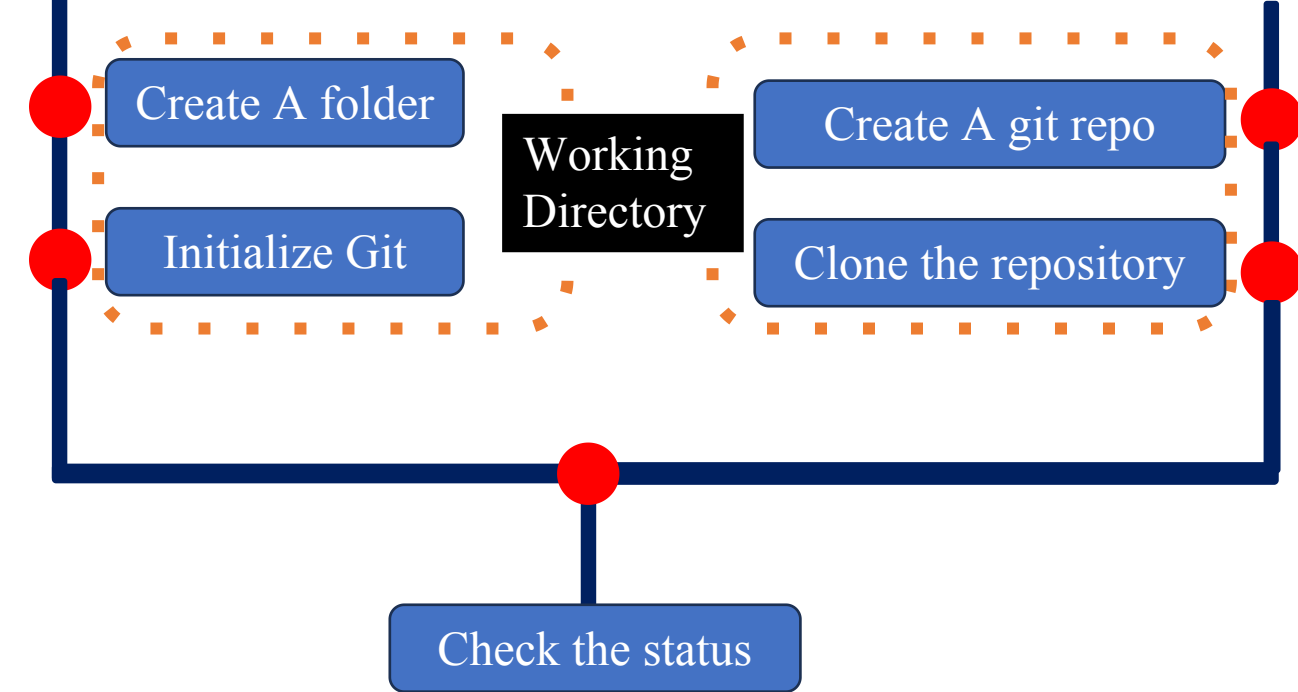 Create A folder
Initialize Git
Working
Directory
Create A git repo
Clone the repository
Check the status